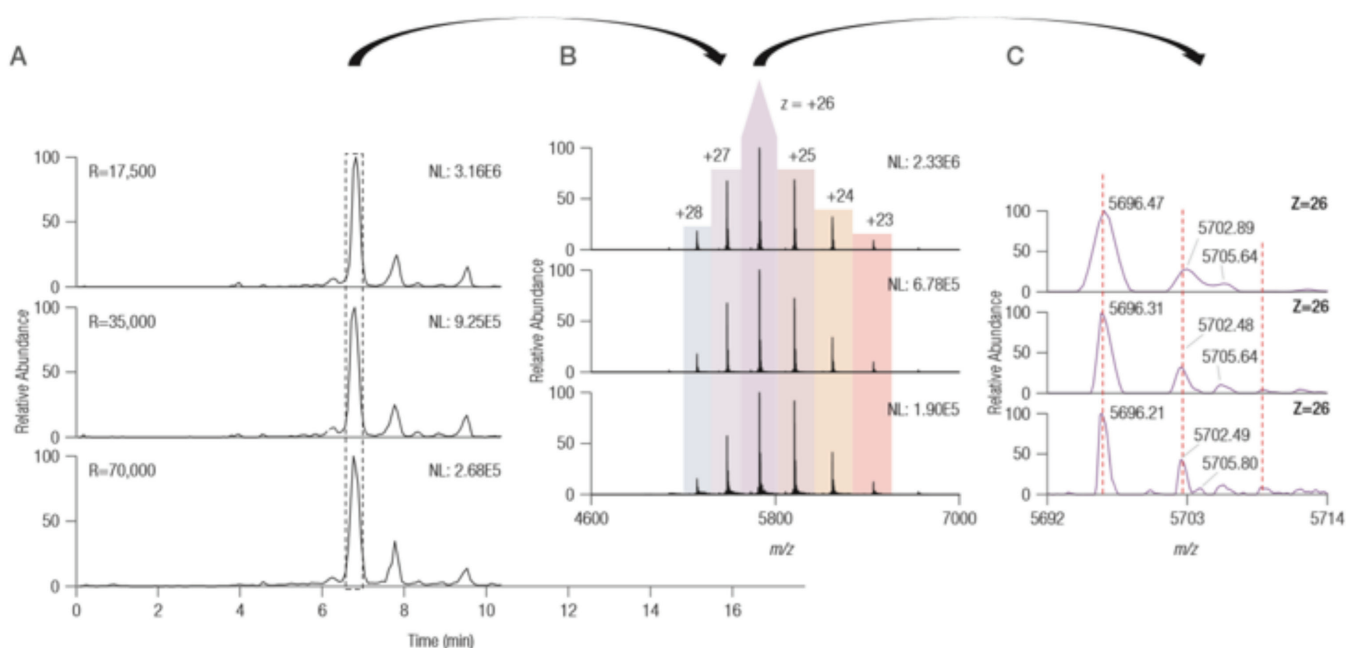 A
B
C
R=17,500
NL: 3.16E6
100
50
0
R=35,000
NL: 9.25E5
100
50
0
R=70,000
NL: 2.68E5
100
50
0
Relative Abundance
0 2 4 6 8 10 12 14 16
Time (min)
z = +26
+27
+25
+28
+24
+23
NL: 2.33E6
100
50
0
NL: 6.78E5
100
50
0
NL: 1.90E5
100
50
0
Relative Abundance
4600 5800 7000
m/z
5696.47
Z=26
5702.89
5705.64
100
50
0
5696.31
Z=26
5702.48
5705.64
100
50
0
5696.21
Z=26
5702.49
5705.80
100
50
0
Relative Abundance
5692 5703 5714
m/z